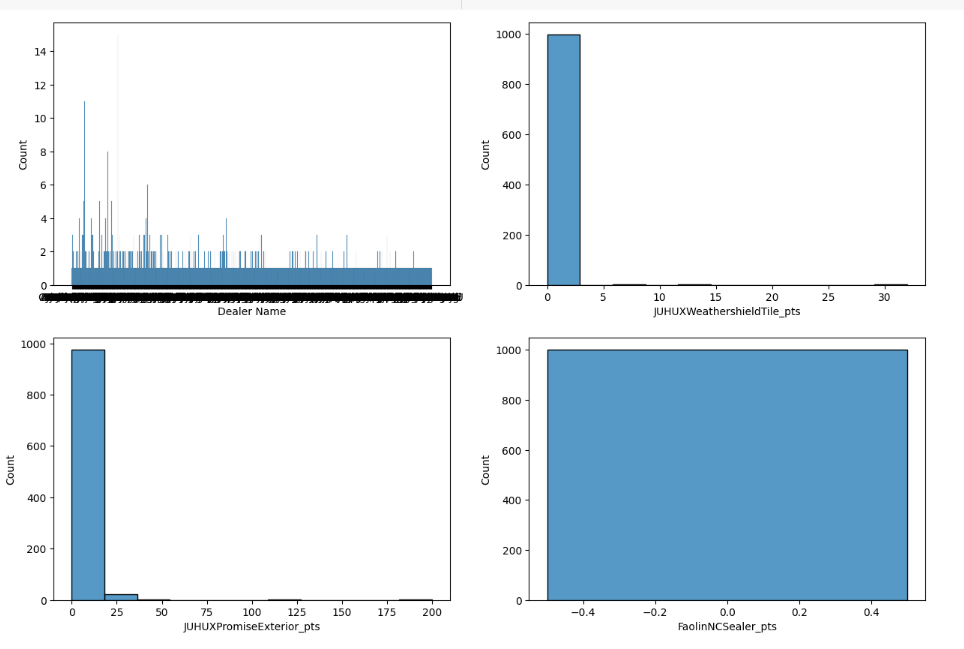 14
12
10
8
6
4
2
0
Count
Dealer Name
1000
800
600
400
200
0
Count
0 5 10 15 20 25 30
JUHUXWeathershieldTile_pts
1000
800
600
400
200
0
Count
0 25 50 75 100 125 150 175 200
JUHUXPromiseExterior_pts
1000
800
600
400
200
0
Count
−0.4 −0.2 0.0 0.2 0.4
FaolinNCSealer_pts